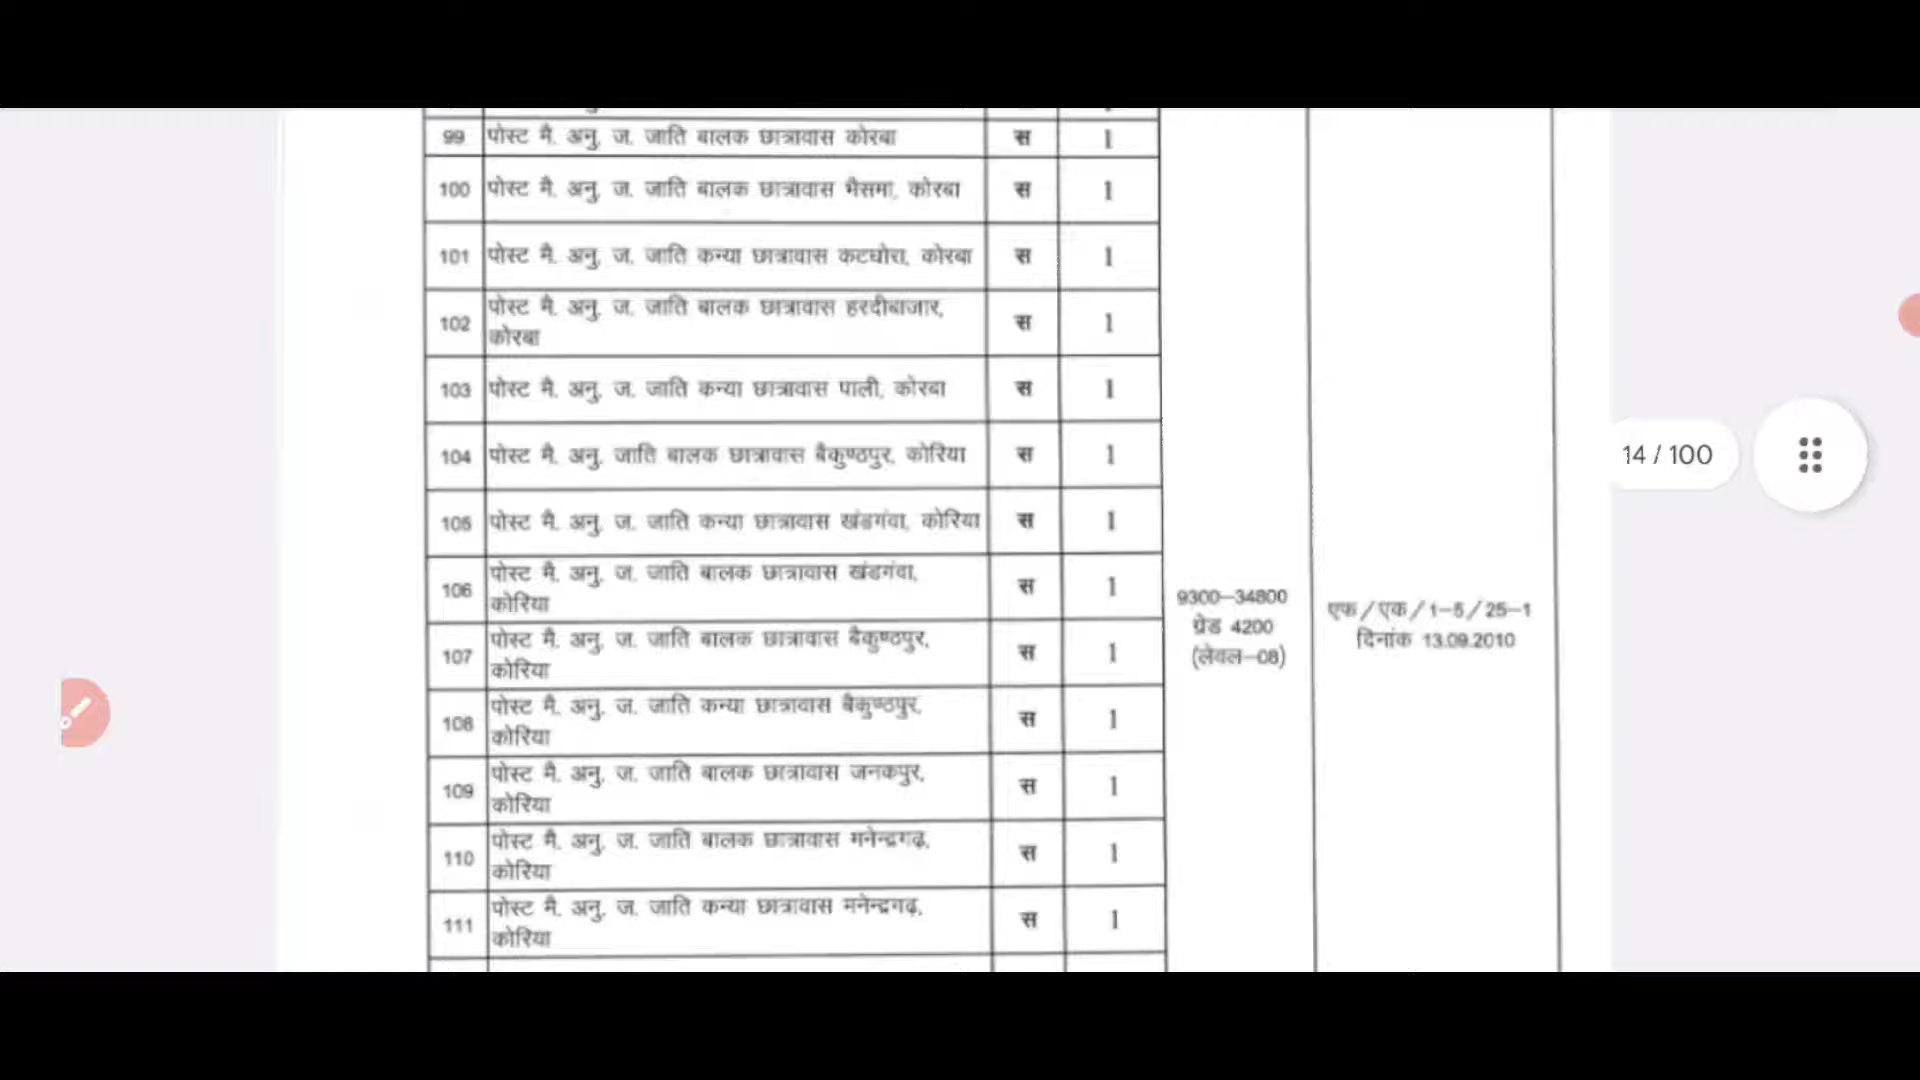 99 पोस्ट मै. अनु. ज. जाति बालक छात्रावास कोरबा स 1
100 पोस्ट मै. अनु. ज. जाति बालक छात्रावास भैसमा, कोरबा स 1
101 पोस्ट मै. अनु. ज. जाति कन्या छात्रावास कटघोरा, कोरबा स 1
102 पोस्ट मै. अनु. ज. जाति बालक छात्रावास हरदीबाजार,
कोरबा स 1
103 पोस्ट मै. अनु. ज. जाति कन्या छात्रावास पाली, कोरबा स 1
104 पोस्ट मै. अनु. जाति बालक छात्रावास बैकुण्ठपुर, कोरिया स 1
105 पोस्ट मै. अनु. ज. जाति कन्या छात्रावास खंडगंवा, कोरिया स 1
106 पोस्ट मै. अनु. ज. जाति बालक छात्रावास खंडगंवा,
कोरिया स 1
107 पोस्ट मै. अनु. ज. जाति बालक छात्रावास बैकुण्ठपुर,
कोरिया स 1
108 पोस्ट मै. अनु. ज. जाति कन्या छात्रावास बैकुण्ठपुर,
कोरिया स 1
109 पोस्ट मै. अनु. ज. जाति बालक छात्रावास जनकपुर,
कोरिया स 1
110 पोस्ट मै. अनु. ज. जाति बालक छात्रावास मनेन्द्रगढ़,
कोरिया स 1
111 पोस्ट मै. अनु. ज. जाति कन्या छात्रावास मनेन्द्रगढ़,
कोरिया स 1
9300–34800
ग्रेड 4200
(लेवल–08)
एफ/एक/1–5/25–1
दिनांक 13.09.2010
14 / 100